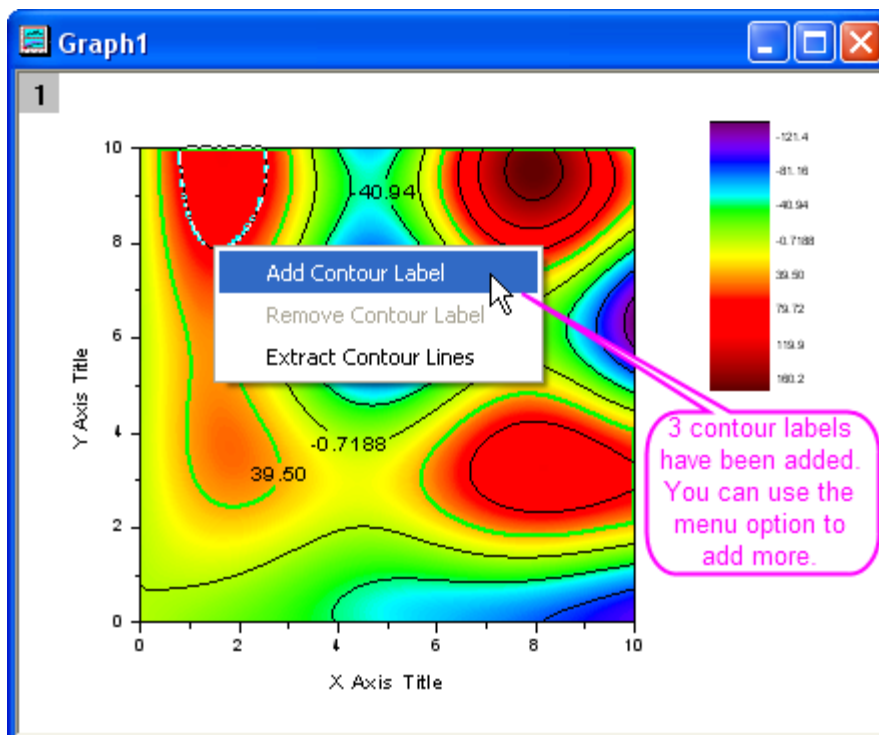 Graph1
1
10
8
6
4
2
0
Y Axis Title
0 2 4 6 8 10
X Axis Title
-40.94
-0.7188
39.50
Add Contour Label
Remove Contour Label
Extract Contour Lines
-121.4
-81.16
-40.94
-0.7188
39.50
79.72
119.9
160.2
3 contour labels
have been added.
You can use the
menu option to
add more.